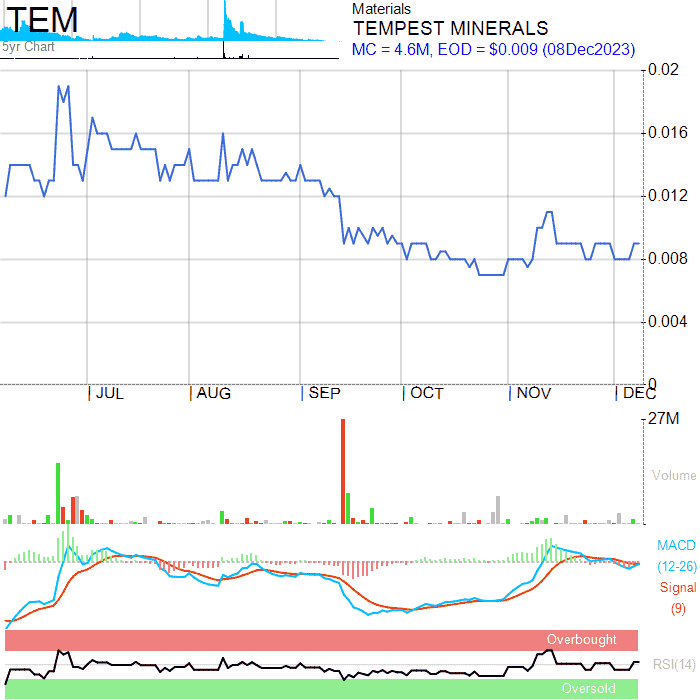 TEM
5yr Chart
Materials
TEMPEST MINERALS
MC = 4.6M, EOD = $0.009 (08Dec2023)
0.02
0.016
0.012
0.008
0.004
0
JUL AUG SEP OCT NOV DEC
27M
Volume
MACD
(12-26)
Signal
(9)
Overbought
RSI(14)
Oversold